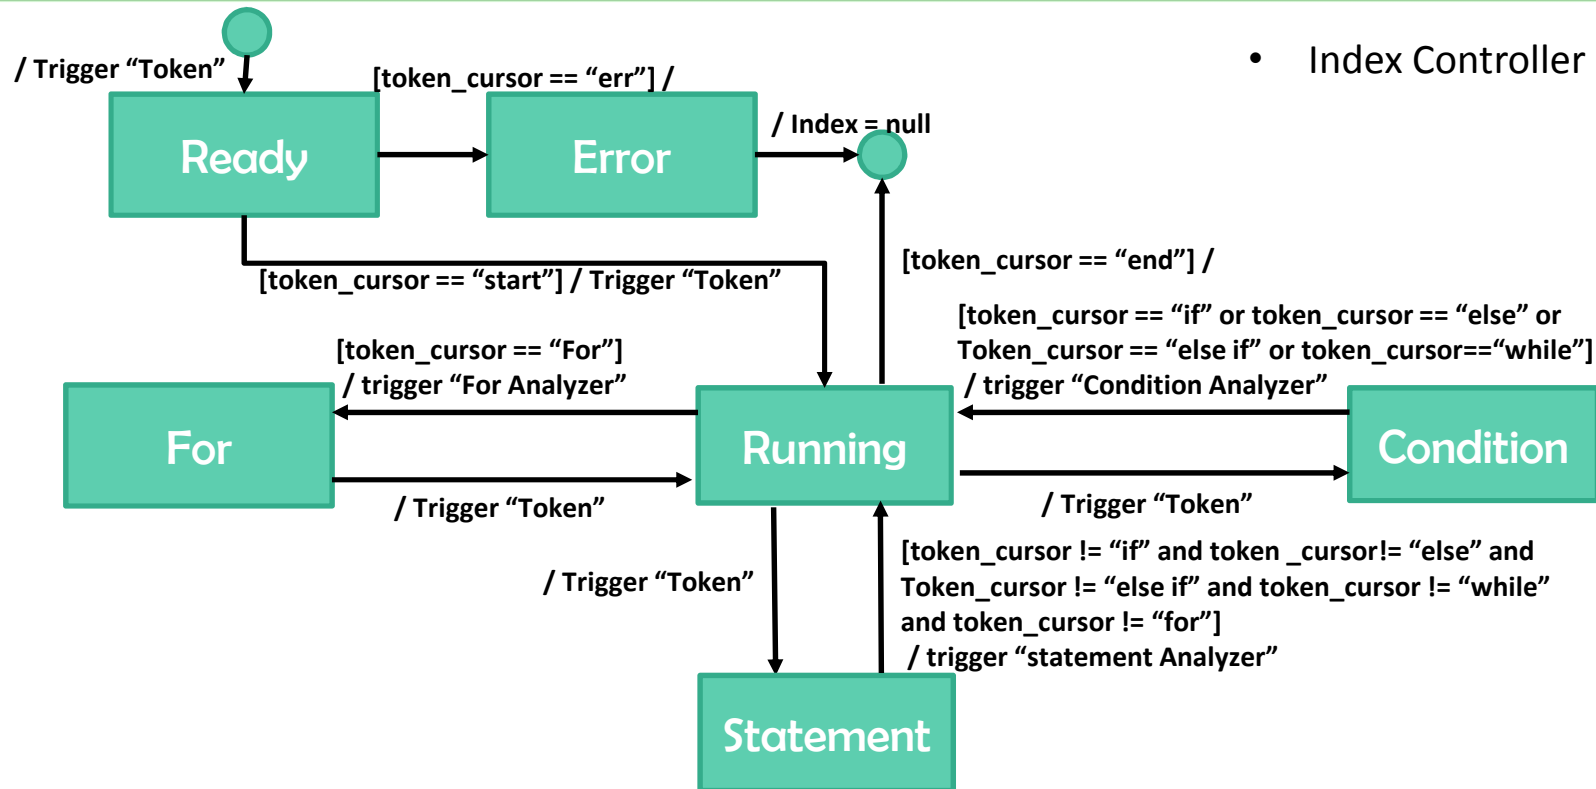 / Trigger “Token”
[token_cursor == “err”] /
• Index Controller
/ Index = null
Ready
Error
[token_cursor == “start”] / Trigger “Token”
[token_cursor == “end”] /
[token_cursor == “if” or token_cursor == “else” or
Token_cursor == “else if” or token_cursor==“while”]
/ trigger “Condition Analyzer”
[token_cursor == “For”]
/ trigger “For Analyzer”
For
Running
Condition
/ Trigger “Token”
/ Trigger “Token”
/ Trigger “Token”
[token_cursor != “if” and token _cursor!= “else” and
Token_cursor != “else if” and token_cursor != “while”
and token_cursor != “for”]
/ trigger “statement Analyzer”
Statement